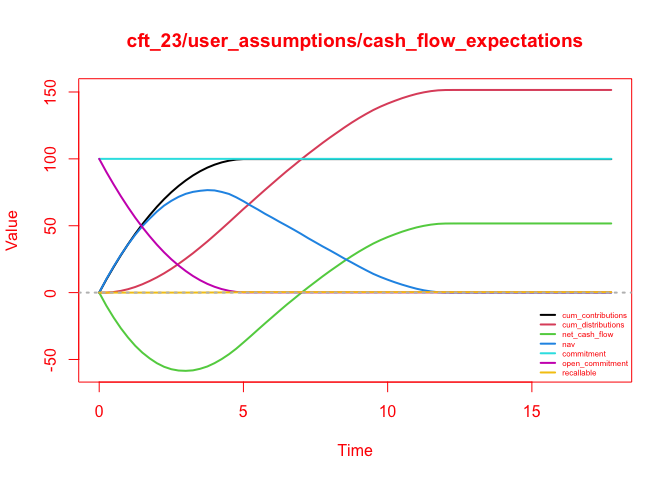 cft_23/user_assumptions/cash_flow_expectations
Value
150
100
50
0
-50
cum_contributions
cum_distributions
net_cash_flow
nav
commitment
open_commitment
recallable
0 5 10 15
Time